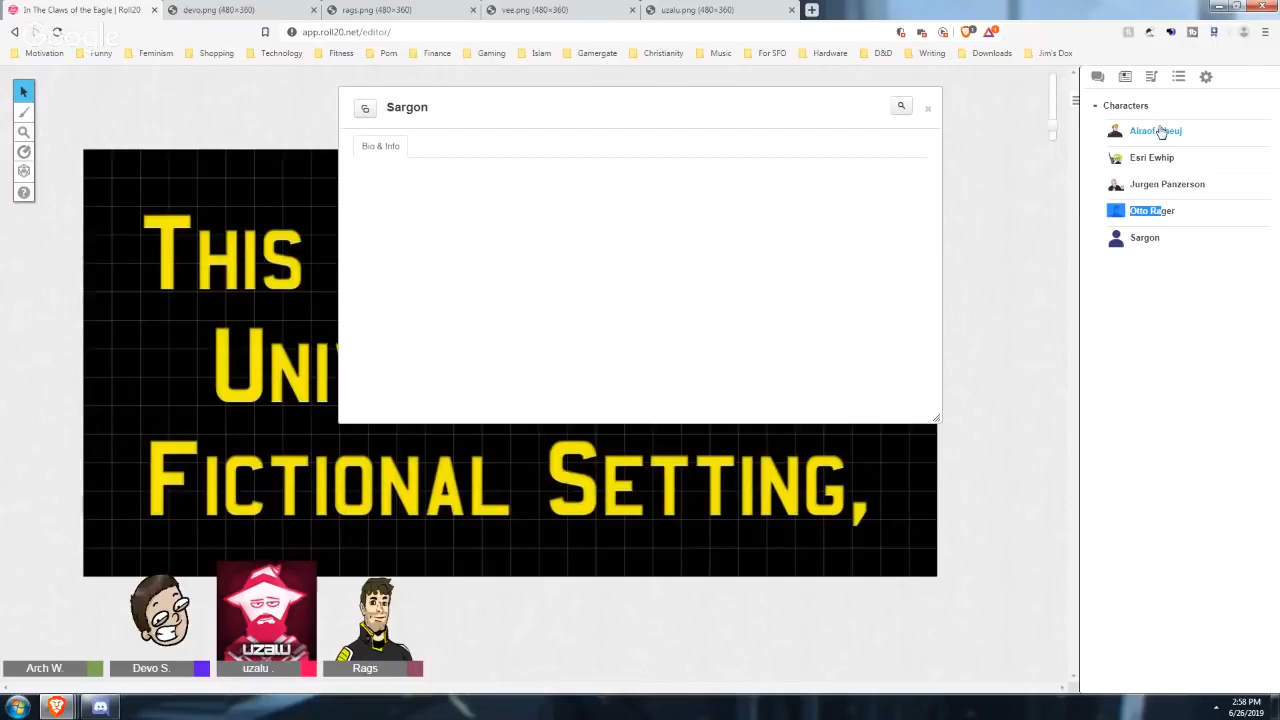 In The Claws of the Eagle | Roll20
devo.png (480×360)
rags.png (480×360)
vee.png (480×360)
uzalu.png (480×360)
app.roll20.net/editor/
Google
Motivation
Funny
Feminism
Shopping
Technology
Fitness
Porn
Finance
Gaming
Islam
Gamergate
Christianity
Music
For SFO
Hardware
D&D
Writing
Downloads
Jim's Dox
Sargon
Bio & Info
Characters
Esri Ewhip
Jurgen Panzerson
Otto Rager
Sargon
THIS
UNI
FICTIONAL SETTING,
uzalu
Arch W.
Devo S.
uzalu .
Rags
2:58 PM
6/26/2019